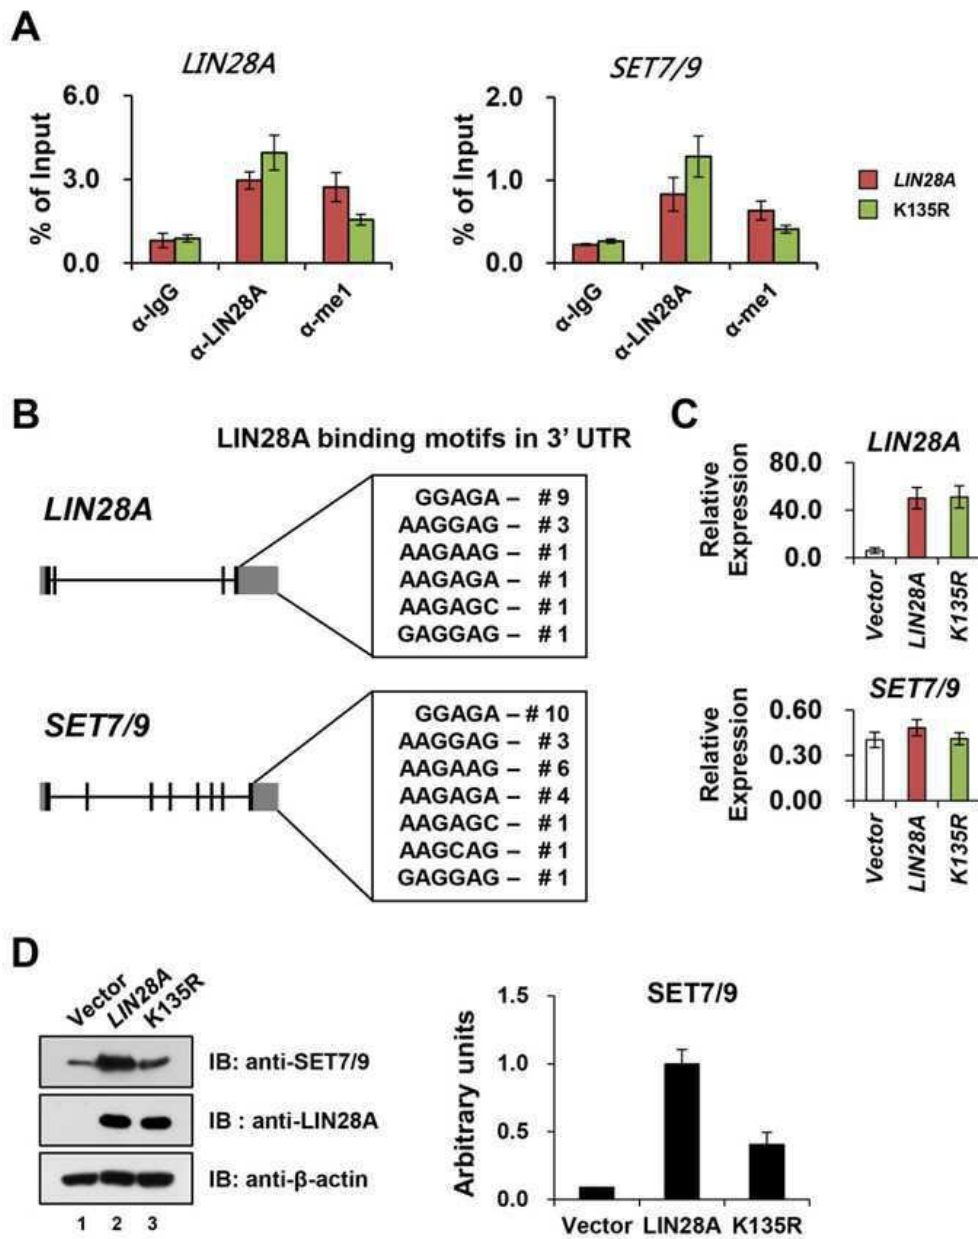 A
LIN28A
% of Input
6.0
3.0
0.0
α-IgG
α-LIN28A
α-me1
SET7/9
% of Input
2.0
1.0
0.0
α-IgG
α-LIN28A
α-me1
LIN28A
K135R
B
LIN28A binding motifs in 3' UTR
LIN28A
GGAGA – # 9
AAGGAG – # 3
AAGAAG – # 1
AAGAGA – # 1
AAGAGC – # 1
GAGGAG – # 1
SET7/9
GGAGA – # 10
AAGGAG – # 3
AAGAAG – # 6
AAGAGA – # 4
AAGAGC – # 1
AAGCAG – # 1
GAGGAG – # 1
C
LIN28A
Relative
Expression
80.0
40.0
0.0
Vector
LIN28A
K135R
SET7/9
Relative
Expression
0.60
0.30
0.00
Vector
LIN28A
K135R
D
Vector
LIN28A
K135R
IB: anti-SET7/9
IB : anti-LIN28A
IB: anti-β-actin
1 2 3
SET7/9
Arbitrary units
1.5
1.0
0.5
0.0
Vector LIN28A K135R